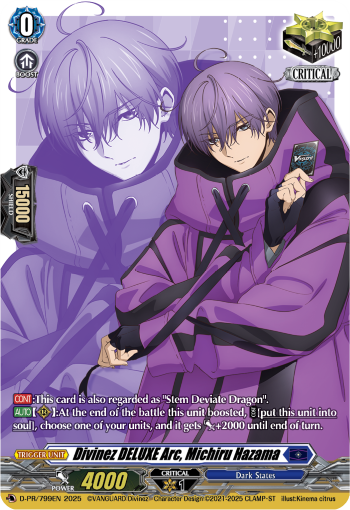 0
GRADE
BOOST
+10000
CRITICAL
15000
SHIELD
CONT:This card is also regarded as "Stem Deviate Dragon".
AUTO【R】:At the end of the battle this unit boosted, [put this unit into
soul], choose one of your units, and it gets +2000 until end of turn.
TRIGGER UNIT
Divinez DELUXE Arc, Michiru Hazama
POWER
4000
CRITICAL
1
Dark States
D-PR/799EN 2025 ©VANGUARD Divinez Character Design ©2021-2025 CLAMP·ST illust:Kinema citrus